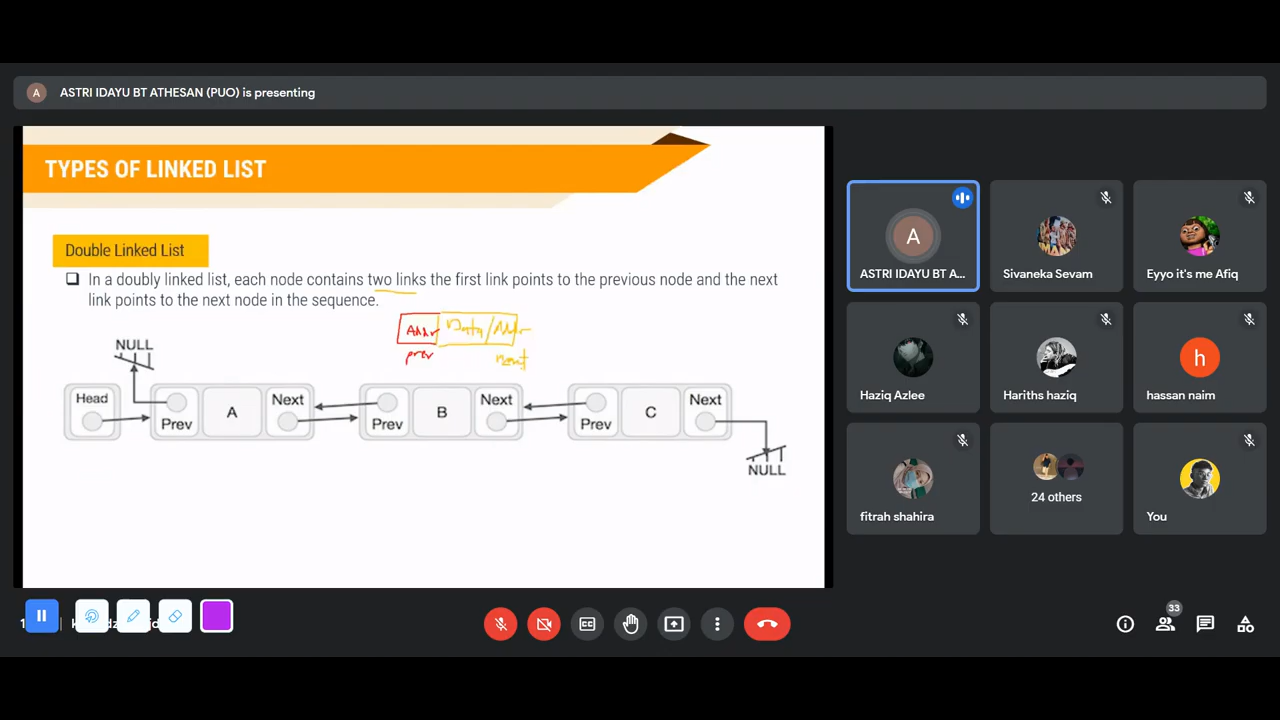 A ASTRI IDAYU BT ATHESAN (PUO) is presenting
TYPES OF LINKED LIST
Double Linked List
In a doubly linked list, each node contains two links the first link points to the previous node and the next
link points to the next node in the sequence.
Addr Data/Addr
prev next
NULL
Head
Prev
A
Next
Prev
B
Next
Prev
C
Next
NULL
A
ASTRI IDAYU BT A...
Sivaneka Sevam
Eyyo it's me Afiq
Haziq Azlee
Hariths haziq
h
hassan naim
fitrah shahira
24 others
You
33